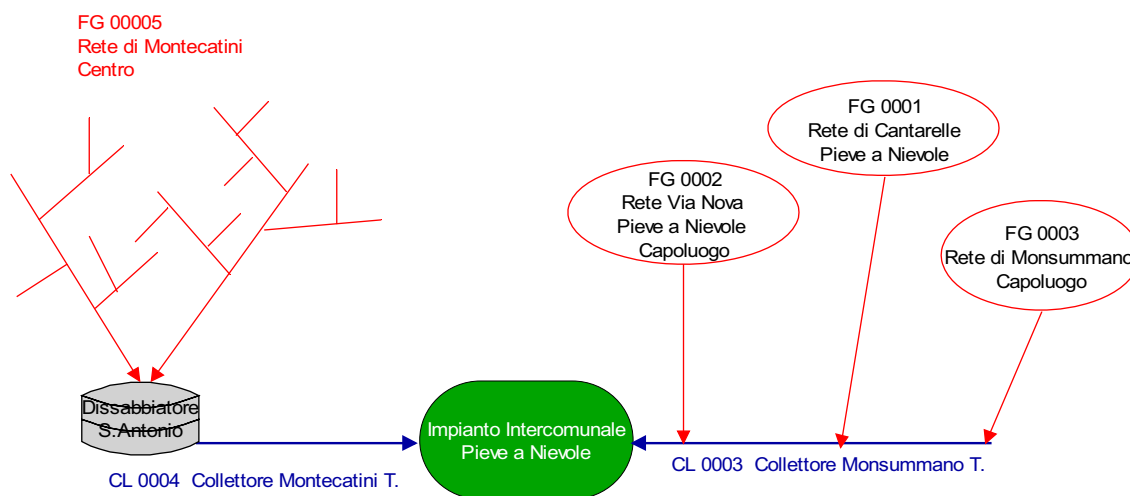 FG 00005
Rete di Montecatini
Centro
FG 0001
Rete di Cantarelle
Pieve a Nievole
FG 0002
Rete Via Nova
Pieve a Nievole
Capoluogo
FG 0003
Rete di Monsummano
Capoluogo
Dissabbiatore
S.Antonio
Impianto Intercomunale
Pieve a Nievole
CL 0004  Collettore Montecatini T.
CL 0003  Collettore Monsummano T.